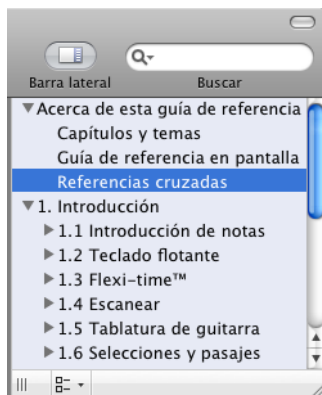 Barra lateral
Buscar
Acerca de esta guía de referencia
Capítulos y temas
Guía de referencia en pantalla
Referencias cruzadas
1. Introducción
1.1 Introducción de notas
1.2 Teclado flotante
1.3 Flexi-time™
1.4 Escanear
1.5 Tablatura de guitarra
1.6 Selecciones y pasajes